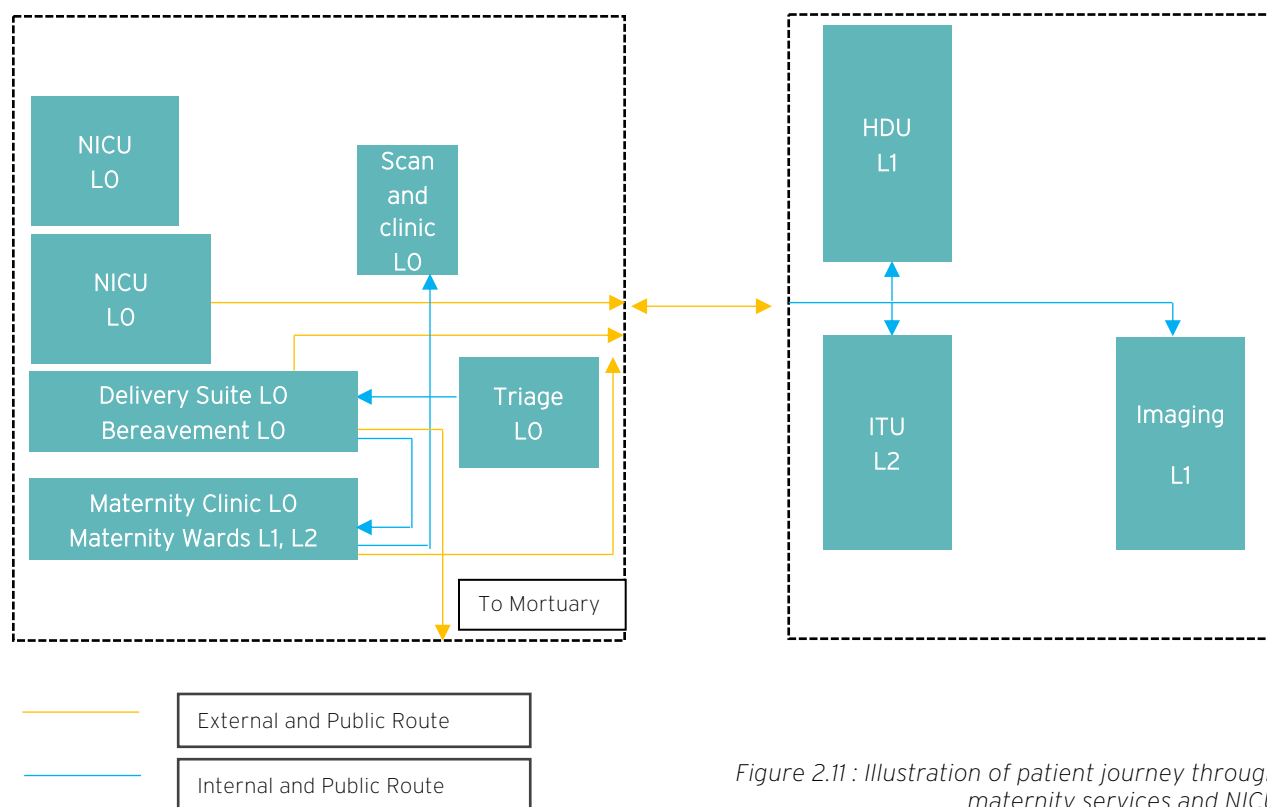 NICU
L0
Scan
and
clinic
L0
NICU
L0
Delivery Suite L0
Bereavement L0
Triage
L0
Maternity Clinic L0
Maternity Wards L1, L2
To Mortuary
HDU
L1
ITU
L2
Imaging
L1
External and Public Route
Internal and Public Route
Figure 2.11 : Illustration of patient journey through
maternity services and NICU